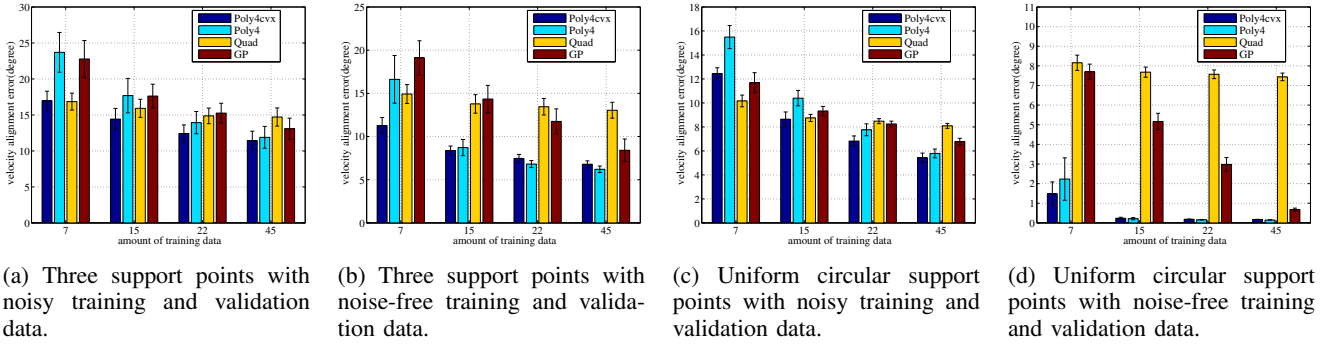 30
25
20
15
10
5
0
velocity alignment error(degree)
7
15
22
45
amount of training data
Poly4cvx
Poly4
Quad
GP
(a) Three support points with
noisy training and validation
data.
25
20
15
10
5
0
velocity alignment error(degree)
7
15
22
45
amount of training data
Poly4cvx
Poly4
Quad
GP
(b) Three support points with
noise-free training and valida-
tion data.
18
16
14
12
10
8
6
4
2
0
velocity alignment error(degree)
7
15
22
45
amount of training data
Poly4cvx
Poly4
Quad
GP
(c) Uniform circular support
points with noisy training and
validation data.
11
10
9
8
7
6
5
4
3
2
1
0
velocity alignment error(degree)
7
15
22
45
amount of training data
Poly4cvx
Poly4
Quad
GP
(d) Uniform circular support
points with noise-free training
and validation data.